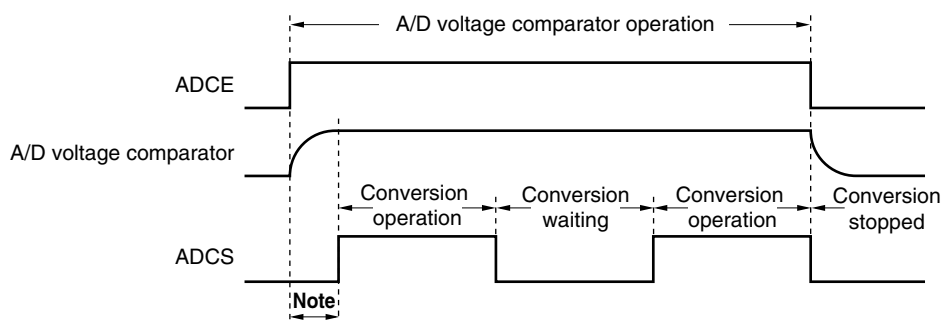 A/D voltage comparator operation
ADCE
A/D voltage comparator
Conversion operation
Conversion waiting
Conversion operation
Conversion stopped
ADCS
Note